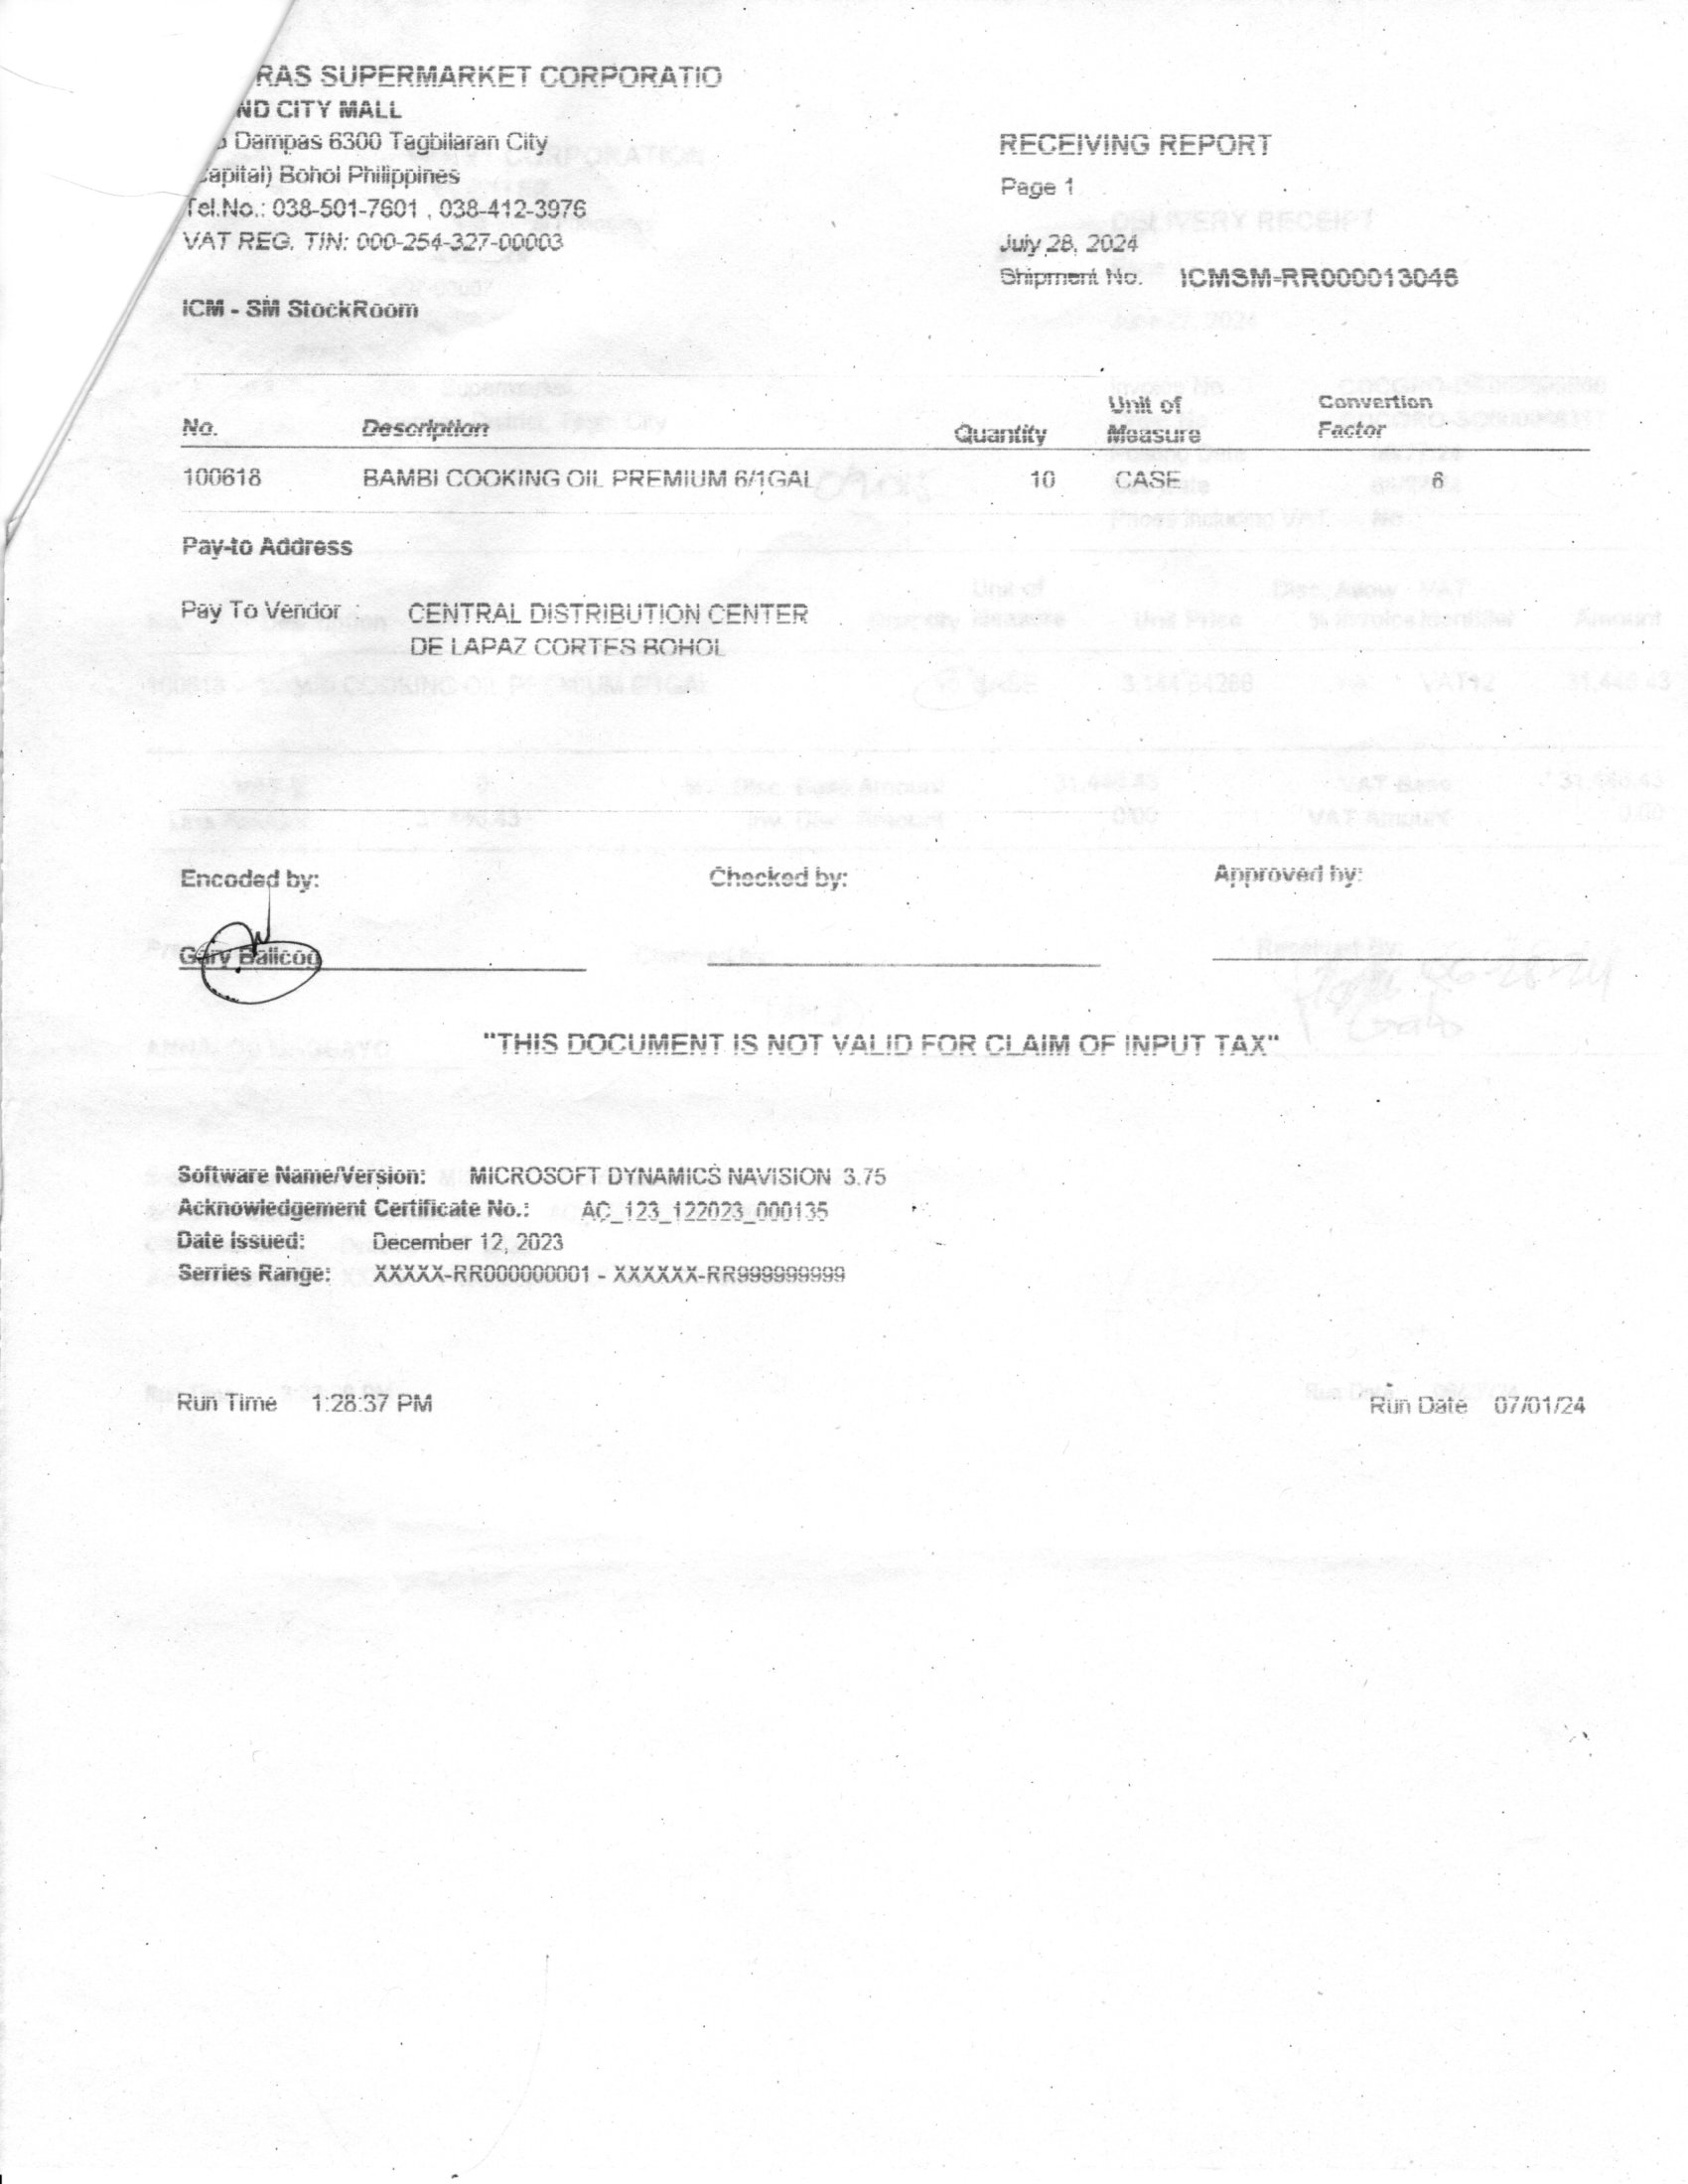 RAS SUPERMARKET CORPORATIO
ND CITY MALL
Dampas 6300 Tagbilaran City
apital) Bohol Philippines
Tel.No.: 038-501-7601 , 038-412-3976
VAT REG. TIN: 000-254-327-00003
RECEIVING REPORT
Page 1
July 28, 2024
Shipment No. ICMSM-RR000013046
ICM - SM StockRoom
No. Description Quantity Unit of Measure Convertion Factor
100618 BAMBI COOKING OIL PREMIUM 6/1GAL 10 CASE 6
Pay-to Address
Pay To Vendor : CENTRAL DISTRIBUTION CENTER
DE LAPAZ CORTES BOHOL
Encoded by: Checked by: Approved by:
Gary Balicog
"THIS DOCUMENT IS NOT VALID FOR CLAIM OF INPUT TAX"
Software Name/Version: MICROSOFT DYNAMICS NAVISION 3.75
Acknowledgement Certificate No.: AC_123_122023_000135
Date Issued: December 12, 2023
Serries Range: XXXXX-RR000000001 - XXXXXX-RR999999999
Run Time 1:28:37 PM
Run Date 07/01/24